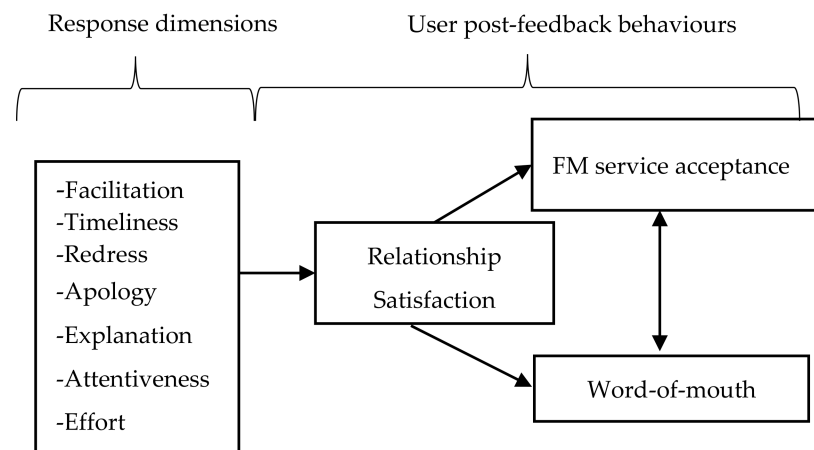 Response dimensions
User post-feedback behaviours
-Facilitation
-Timeliness
-Redress
-Apology
-Explanation
-Attentiveness
-Effort
Relationship
Satisfaction
FM service acceptance
Word-of-mouth